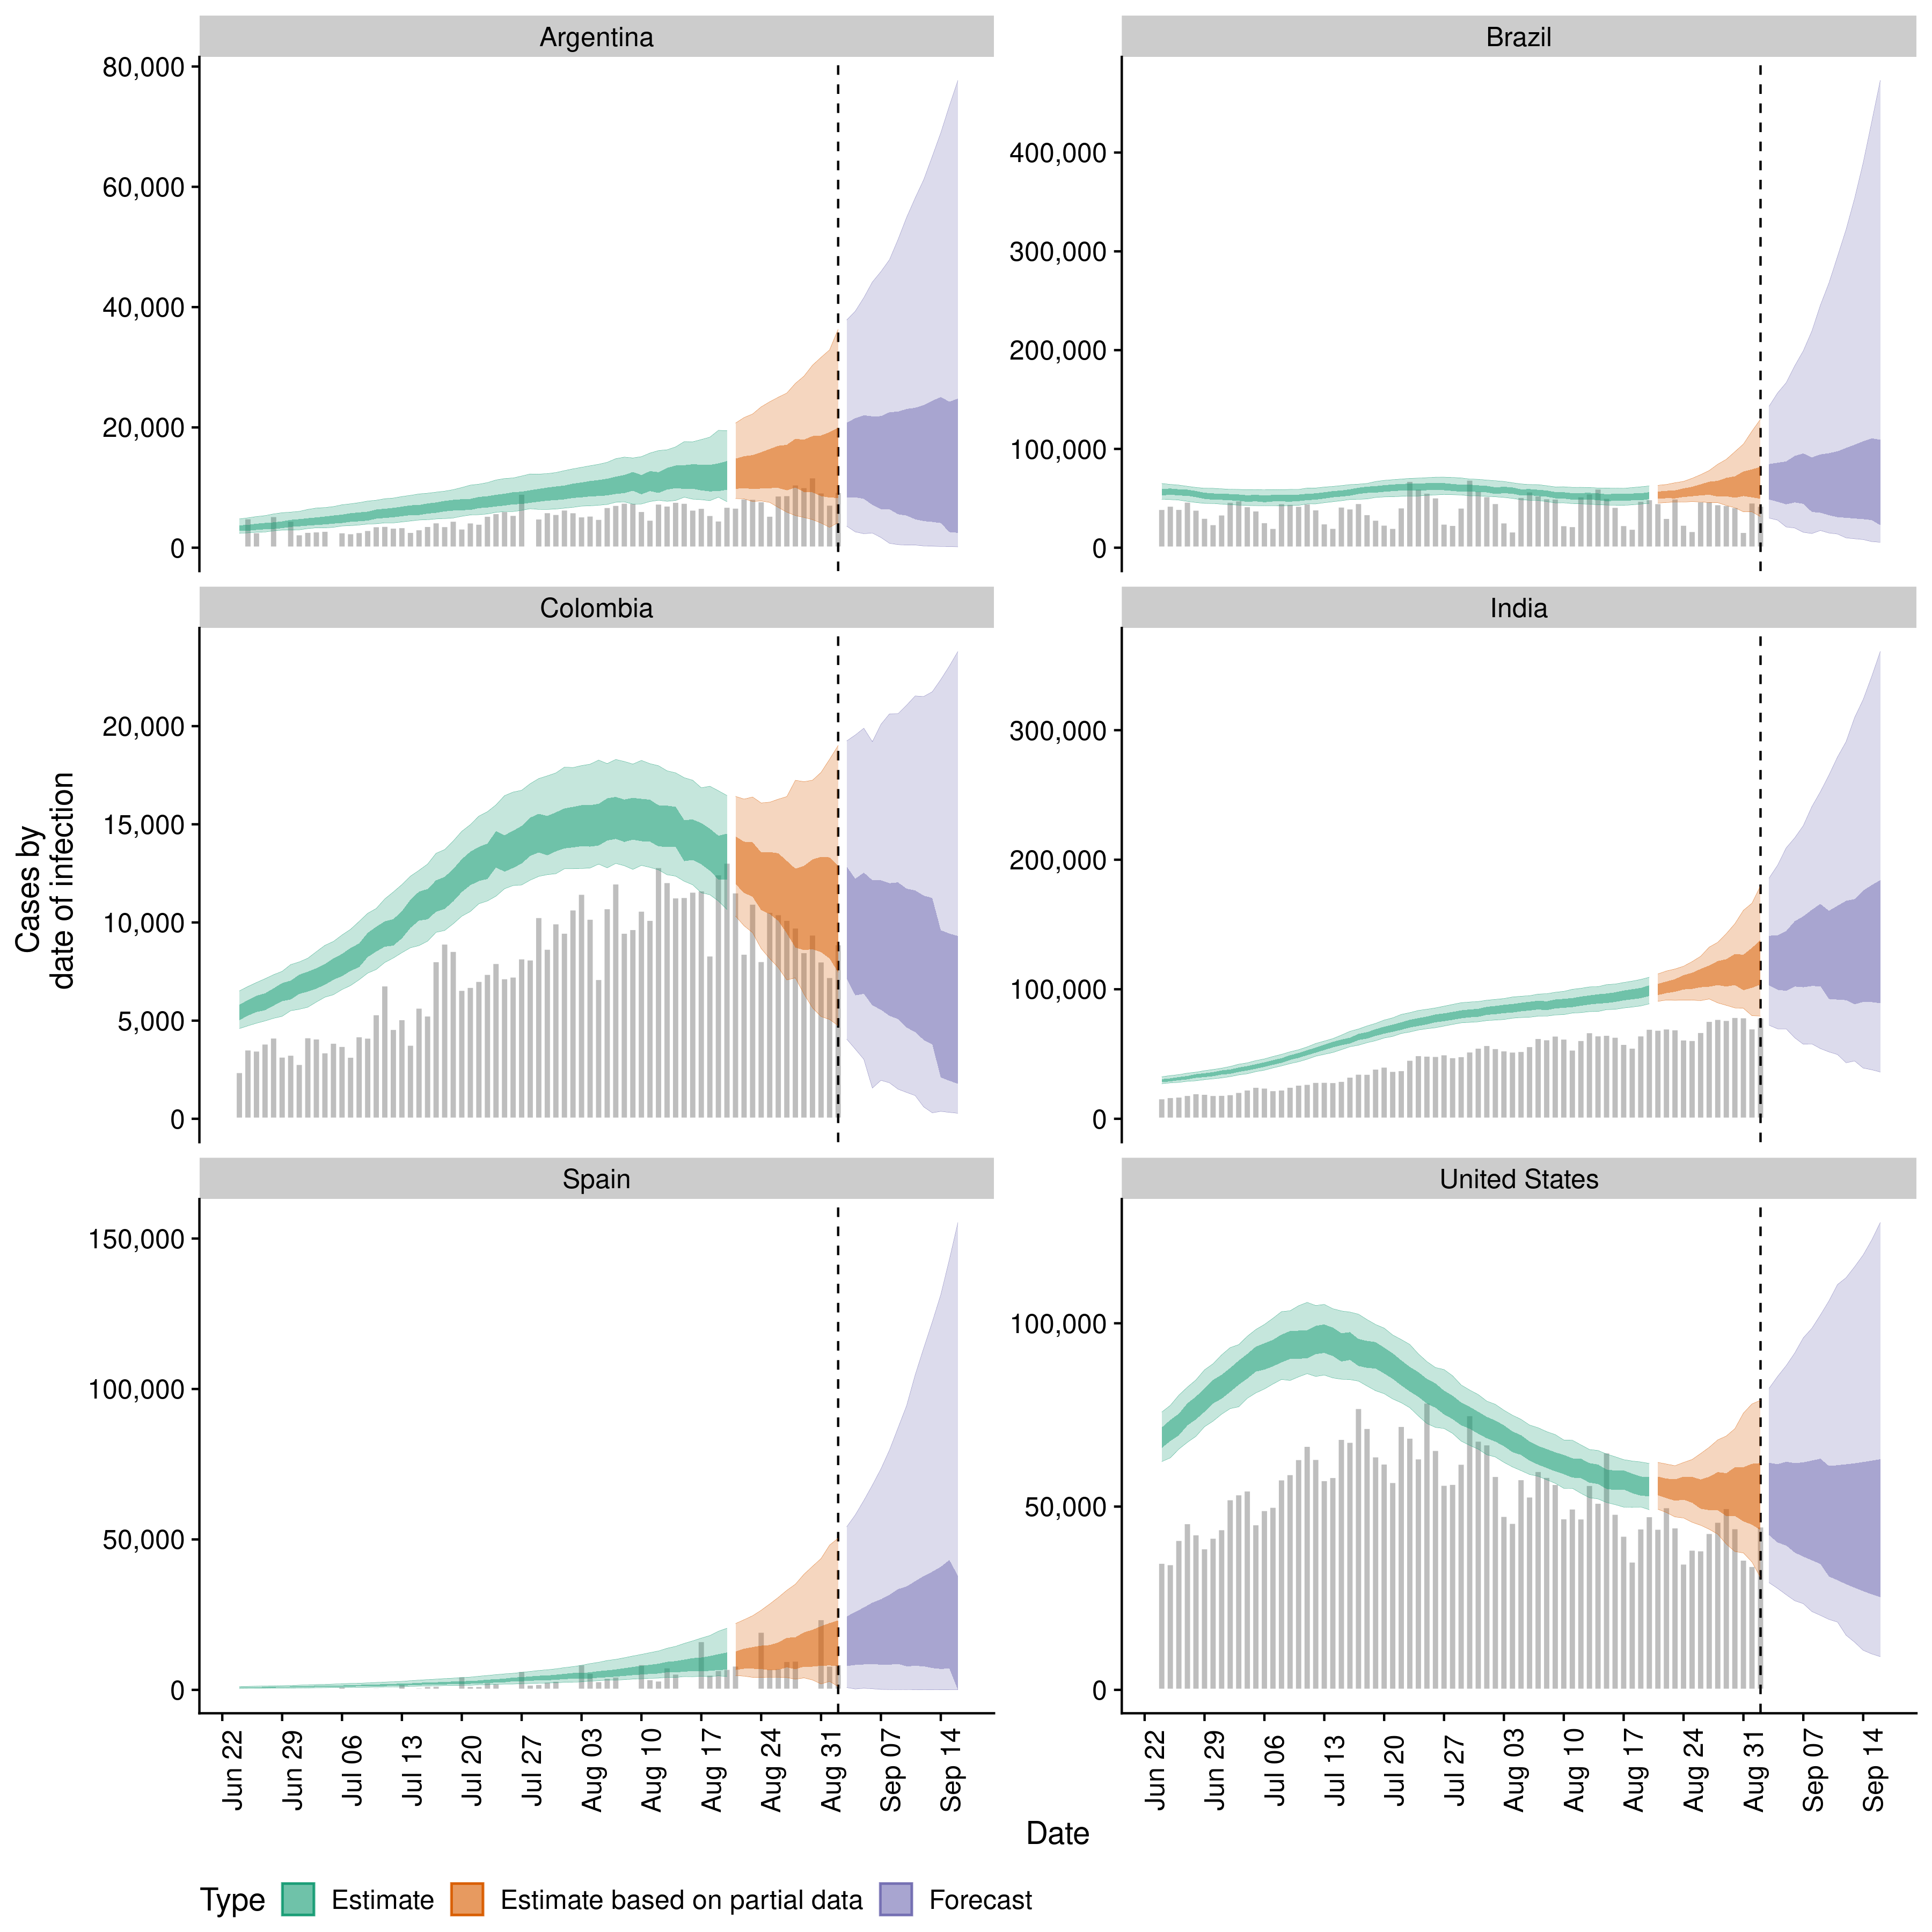 Argentina
80,000
60,000
40,000
20,000
0
Brazil
400,000
300,000
200,000
100,000
0
Colombia
20,000
15,000
10,000
5,000
0
India
300,000
200,000
100,000
0
Spain
150,000
100,000
50,000
0
United States
100,000
50,000
0
Cases by
date of infection
Jun 22
Jun 29
Jul 06
Jul 13
Jul 20
Jul 27
Aug 03
Aug 10
Aug 17
Aug 24
Aug 31
Sep 07
Sep 14
Jun 22
Jun 29
Jul 06
Jul 13
Jul 20
Jul 27
Aug 03
Aug 10
Aug 17
Aug 24
Aug 31
Sep 07
Sep 14
Date
Type Estimate Estimate based on partial data Forecast